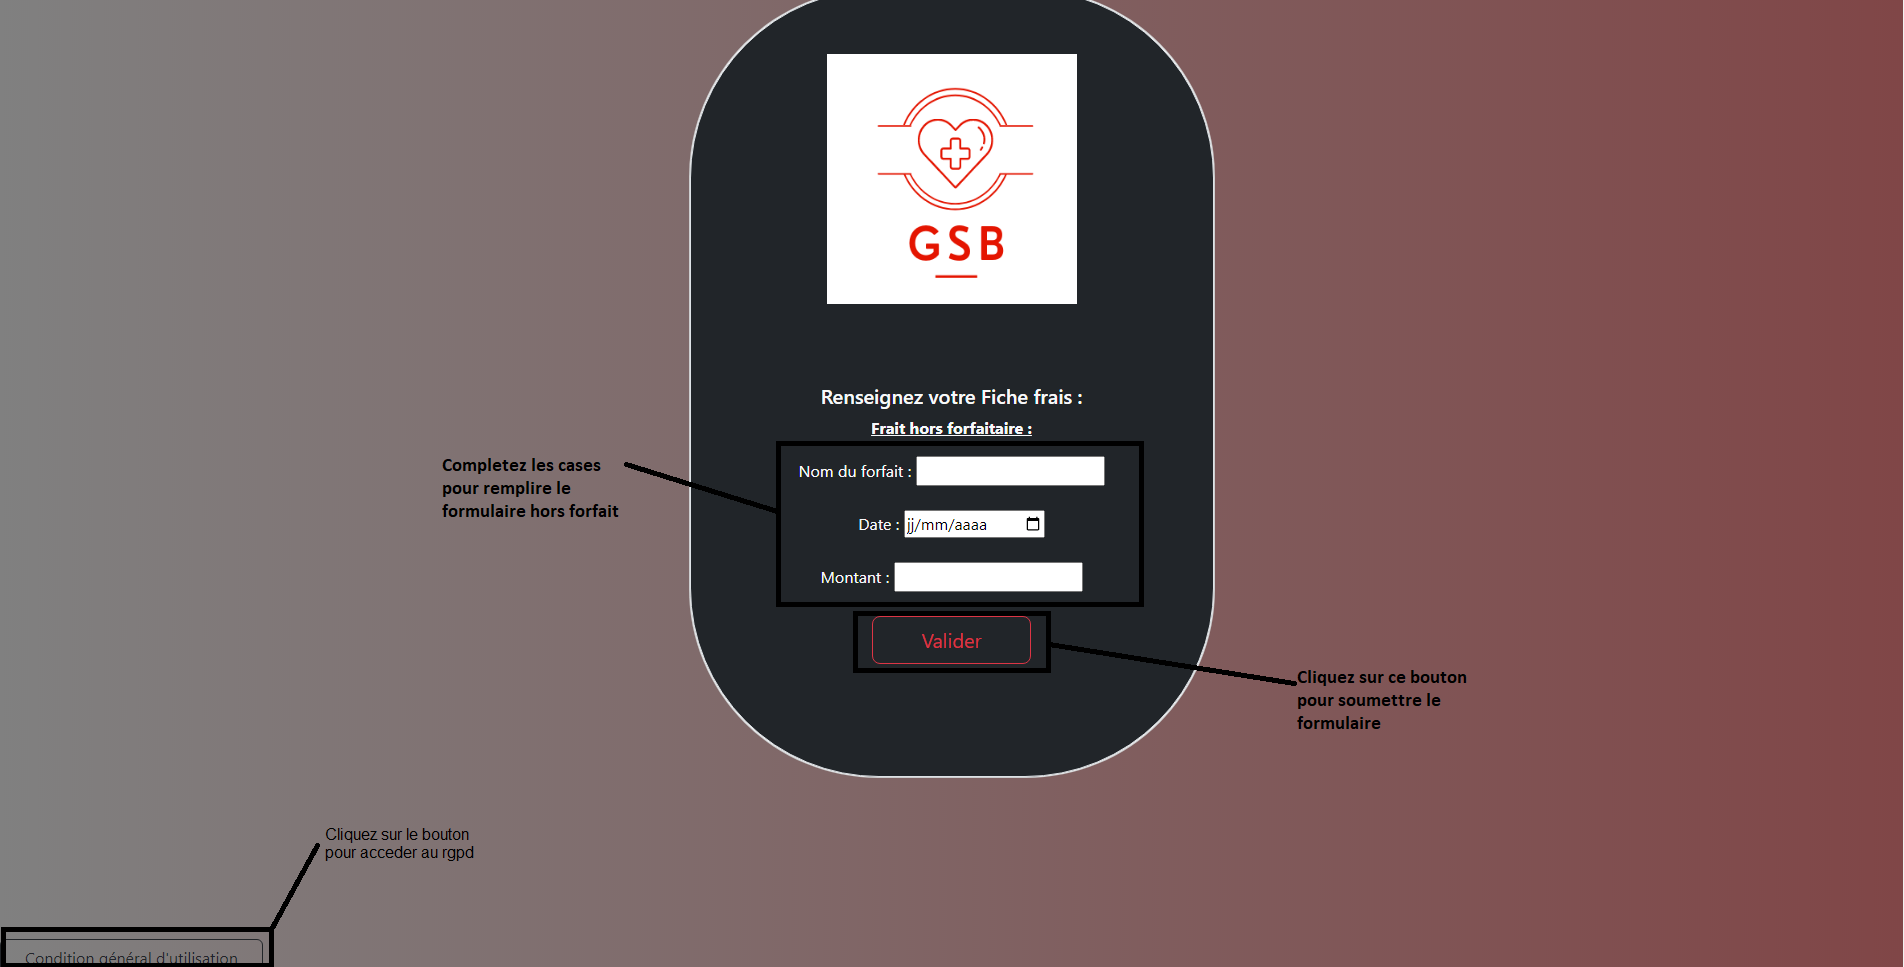 GSB
Renseignez votre Fiche frais :
Frait hors forfaitaire :
Completez les cases
pour remplire le
formulaire hors forfait
Nom du forfait :
Date : jj/mm/aaaa
Montant :
Valider
Cliquez sur ce bouton
pour soumettre le
formulaire
Cliquez sur le bouton
pour acceder au rgpd
Condition général d'utilisation